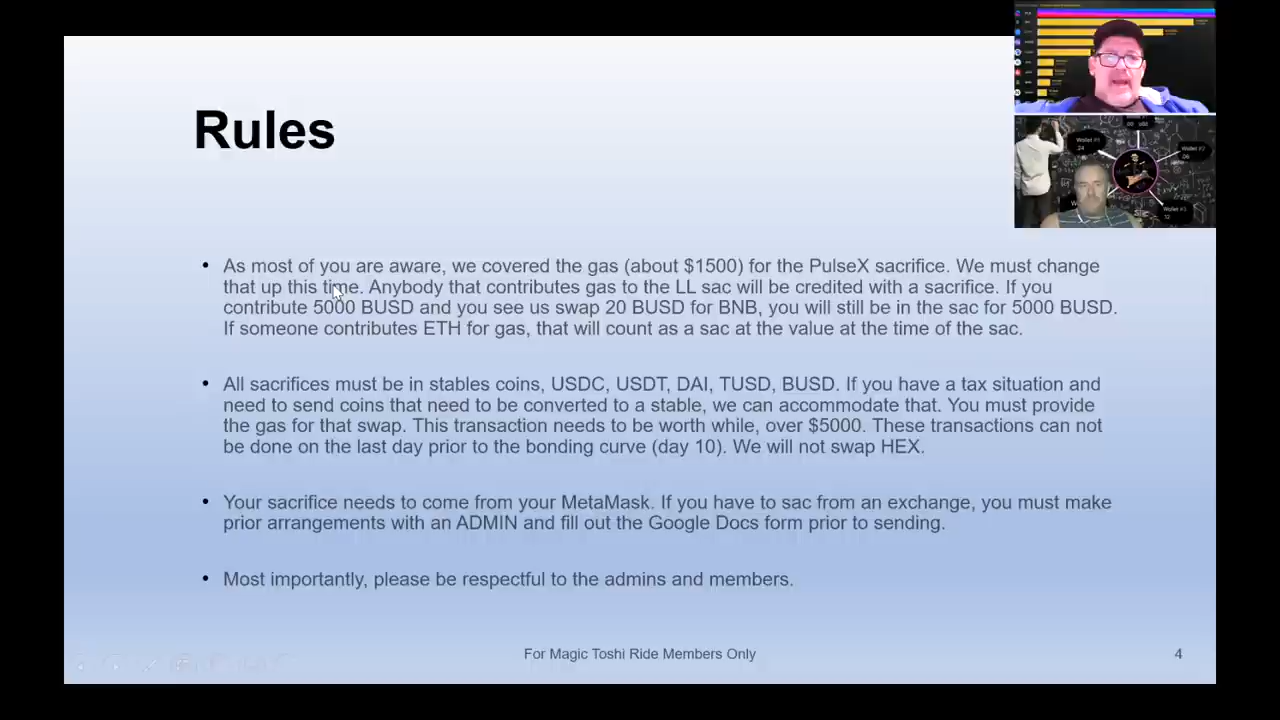 Rules
As most of you are aware, we covered the gas (about $1500) for the PulseX sacrifice. We must change
that up this time. Anybody that contributes gas to the LL sac will be credited with a sacrifice. If you
contribute 5000 BUSD and you see us swap 20 BUSD for BNB, you will still be in the sac for 5000 BUSD.
If someone contributes ETH for gas, that will count as a sac at the value at the time of the sac.
All sacrifices must be in stables coins, USDC, USDT, DAI, TUSD, BUSD. If you have a tax situation and
need to send coins that need to be converted to a stable, we can accommodate that. You must provide
the gas for that swap. This transaction needs to be worth while, over $5000. These transactions can not
be done on the last day prior to the bonding curve (day 10). We will not swap HEX.
Your sacrifice needs to come from your MetaMask. If you have to sac from an exchange, you must make
prior arrangements with an ADMIN and fill out the Google Docs form prior to sending.
Most importantly, please be respectful to the admins and members.
For Magic Toshi Ride Members Only
4